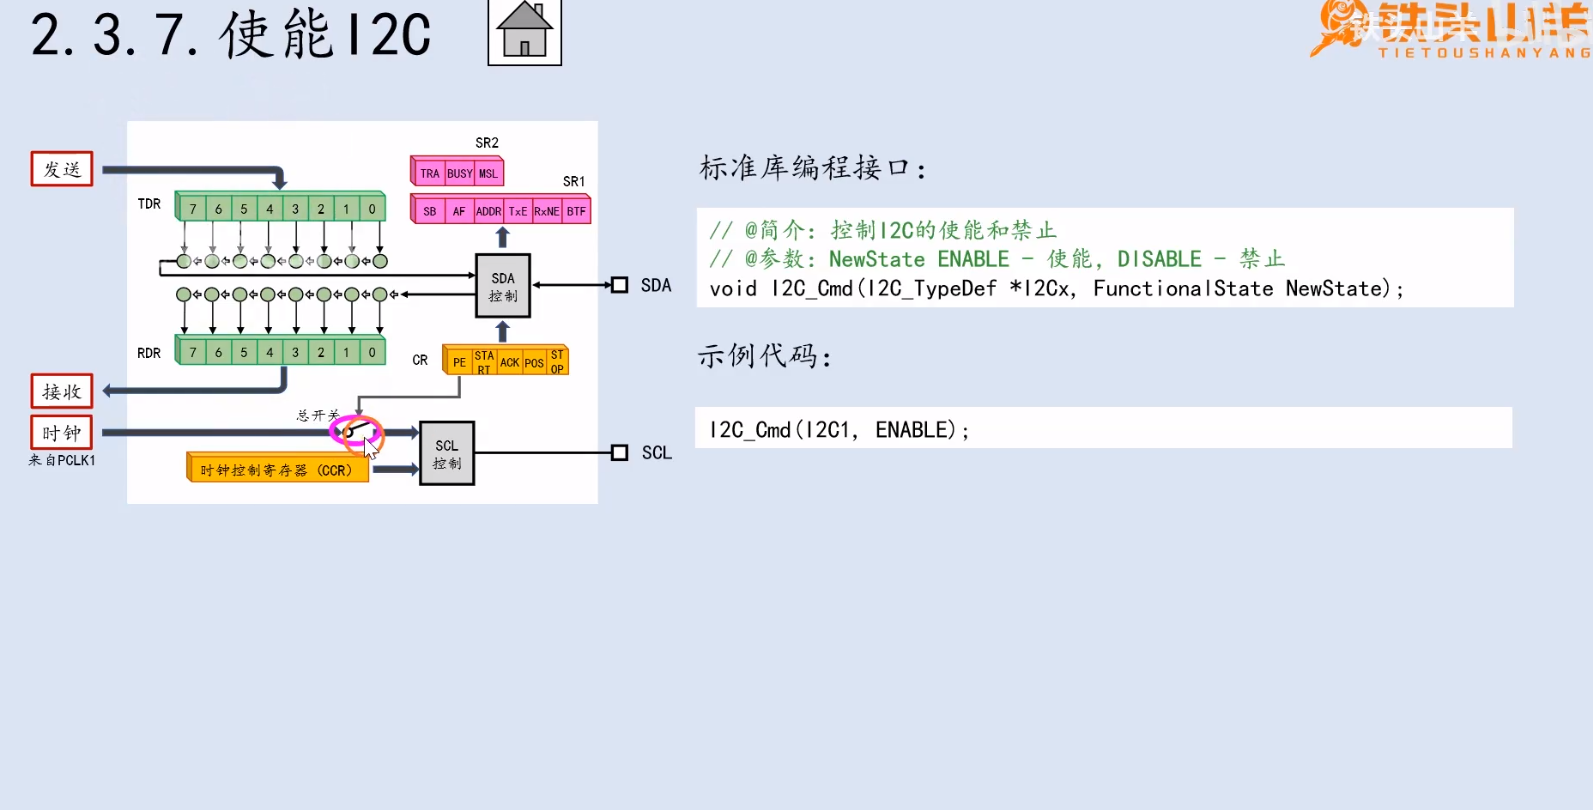 2.3.7.使能I2C
铁头山羊
TIETOUSHANYANG
发送
TDR
7 6 5 4 3 2 1 0
SR2
TRA BUSY MSL
SR1
SB AF ADDR TxE RxNE BTF
SDA
控制
SDA
RDR
7 6 5 4 3 2 1 0
CR
PE START ACK POS STOP
接收
总开关
时钟
来自PCLK1
时钟控制寄存器 (CCR)
SCL
控制
SCL
标准库编程接口:
// @简介: 控制I2C的使能和禁止
// @参数: NewState ENABLE - 使能, DISABLE - 禁止
void I2C_Cmd(I2C_TypeDef *I2Cx, FunctionalState NewState);
示例代码:
I2C_Cmd(I2C1, ENABLE);